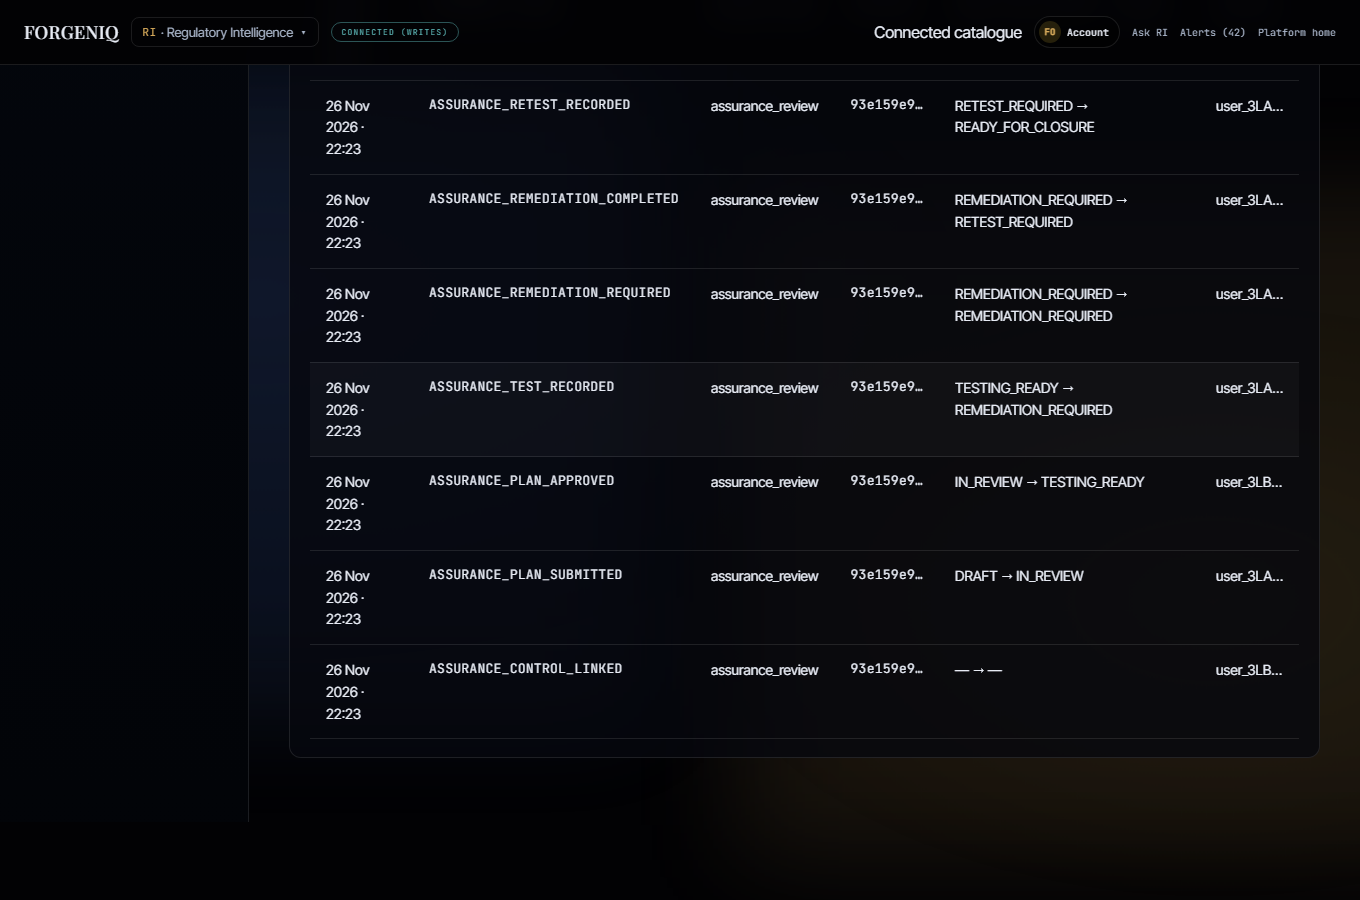 FORGENIQ
RI · Regulatory Intelligence ▾
CONNECTED (WRITES)
Connected catalogue
FO Account
Ask RI
Alerts (42)
Platform home
26 Nov 2026 · 22:23
ASSURANCE_RETEST_RECORDED
assurance_review
93e159e9…
RETEST_REQUIRED →
READY_FOR_CLOSURE
user_3LA…
26 Nov 2026 · 22:23
ASSURANCE_REMEDIATION_COMPLETED
assurance_review
93e159e9…
REMEDIATION_REQUIRED →
RETEST_REQUIRED
user_3LA…
26 Nov 2026 · 22:23
ASSURANCE_REMEDIATION_REQUIRED
assurance_review
93e159e9…
REMEDIATION_REQUIRED →
REMEDIATION_REQUIRED
user_3LA…
26 Nov 2026 · 22:23
ASSURANCE_TEST_RECORDED
assurance_review
93e159e9…
TESTING_READY →
REMEDIATION_REQUIRED
user_3LA…
26 Nov 2026 · 22:23
ASSURANCE_PLAN_APPROVED
assurance_review
93e159e9…
IN_REVIEW → TESTING_READY
user_3LB…
26 Nov 2026 · 22:23
ASSURANCE_PLAN_SUBMITTED
assurance_review
93e159e9…
DRAFT → IN_REVIEW
user_3LA…
26 Nov 2026 · 22:23
ASSURANCE_CONTROL_LINKED
assurance_review
93e159e9…
— → —
user_3LB…